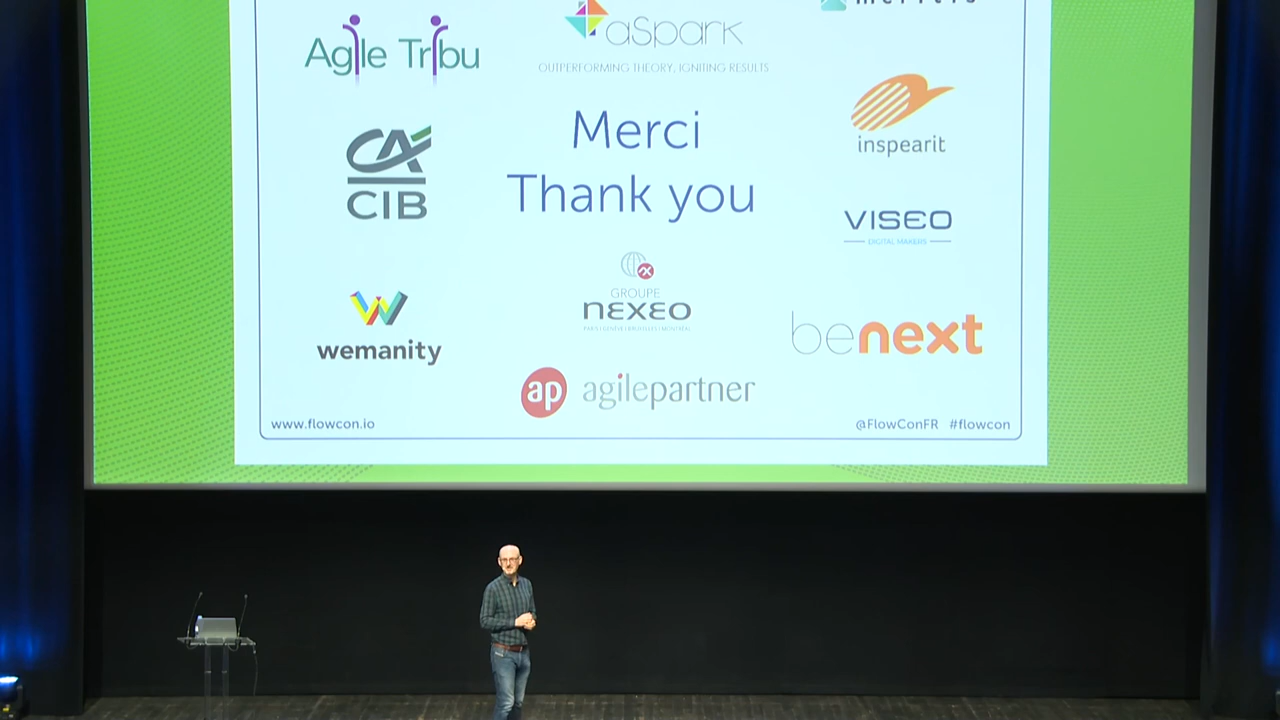 Agile Tribu
aSpark
OUTPERFORMING THEORY, IGNITING RESULTS
CA
CIB
Merci
Thank you
inspearit
VISEO
DIGITAL MAKERS
GROUPE
NEXEO
wemanity
benext
ap agilepartner
www.flowcon.io
@FlowConFR #flowcon